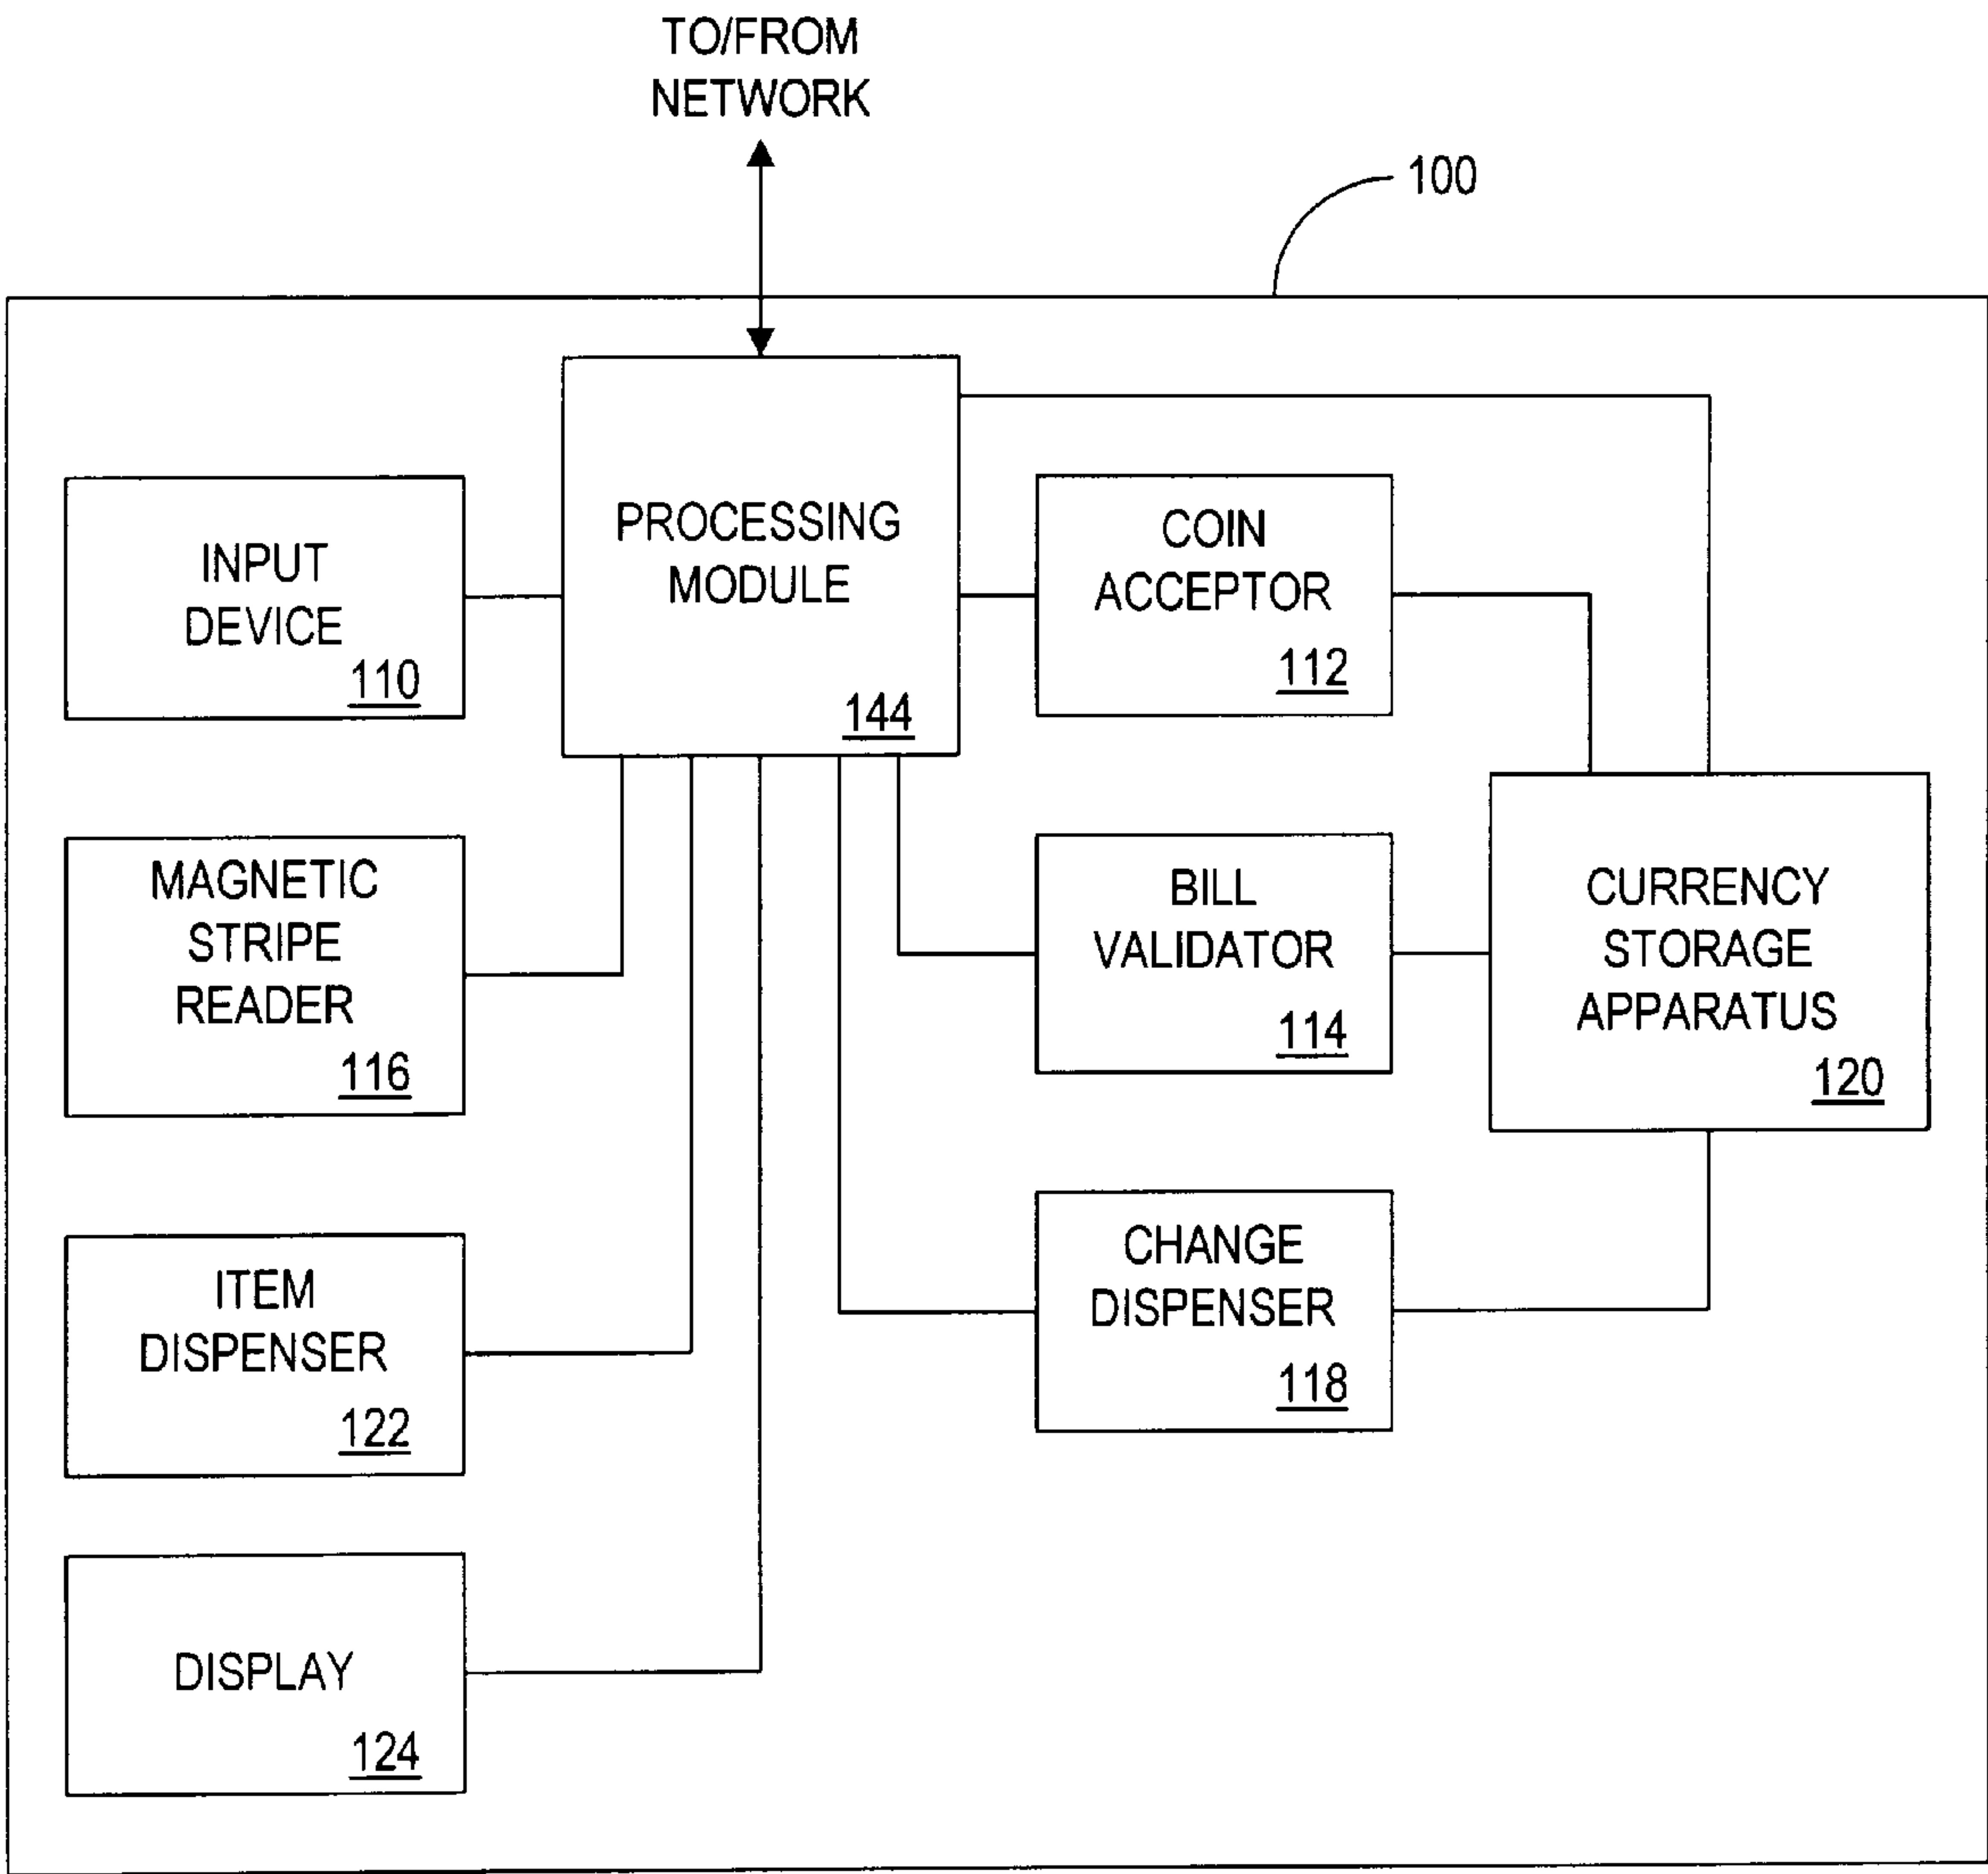 TO/FROM
NETWORK
100
PROCESSING
MODULE
144
INPUT
DEVICE
110
COIN
ACCEPTOR
112
MAGNETIC
STRIPE
READER
116
BILL
VALIDATOR
114
CURRENCY
STORAGE
APPARATUS
120
ITEM
DISPENSER
122
CHANGE
DISPENSER
118
DISPLAY
124